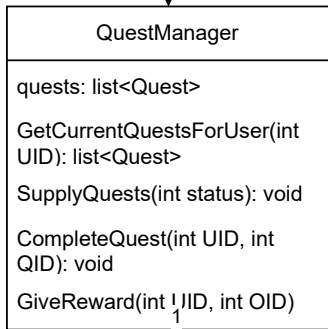 QuestManager
quests: list<Quest>
GetCurrentQuestsForUser(int
UID): list<Quest>
SupplyQuests(int status): void
CompleteQuest(int UID, int
QID): void
GiveReward(int UID, int OID)
1